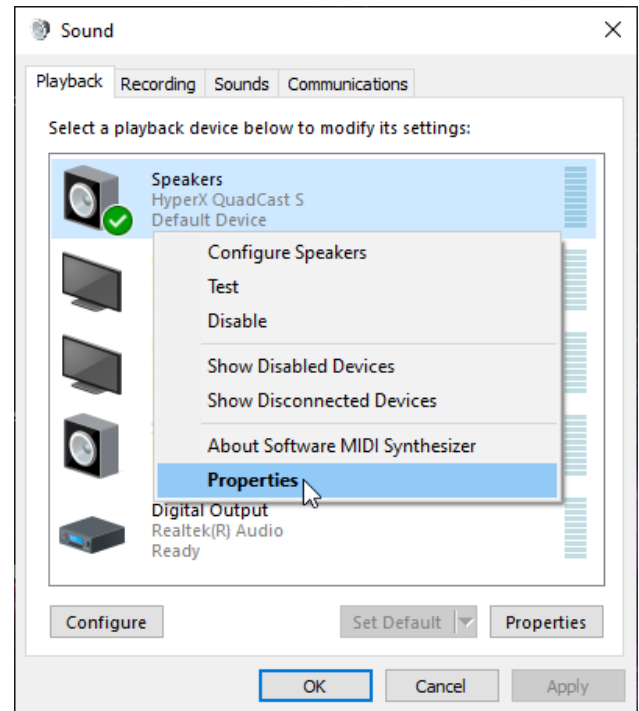 Sound
Playback
Recording
Sounds
Communications
Select a playback device below to modify its settings:
Speakers
HyperX QuadCast S
Default Device
Configure Speakers
Test
Disable
Show Disabled Devices
Show Disconnected Devices
About Software MIDI Synthesizer
Properties
Digital Output
Realtek(R) Audio
Ready
Configure
Set Default
Properties
OK
Cancel
Apply